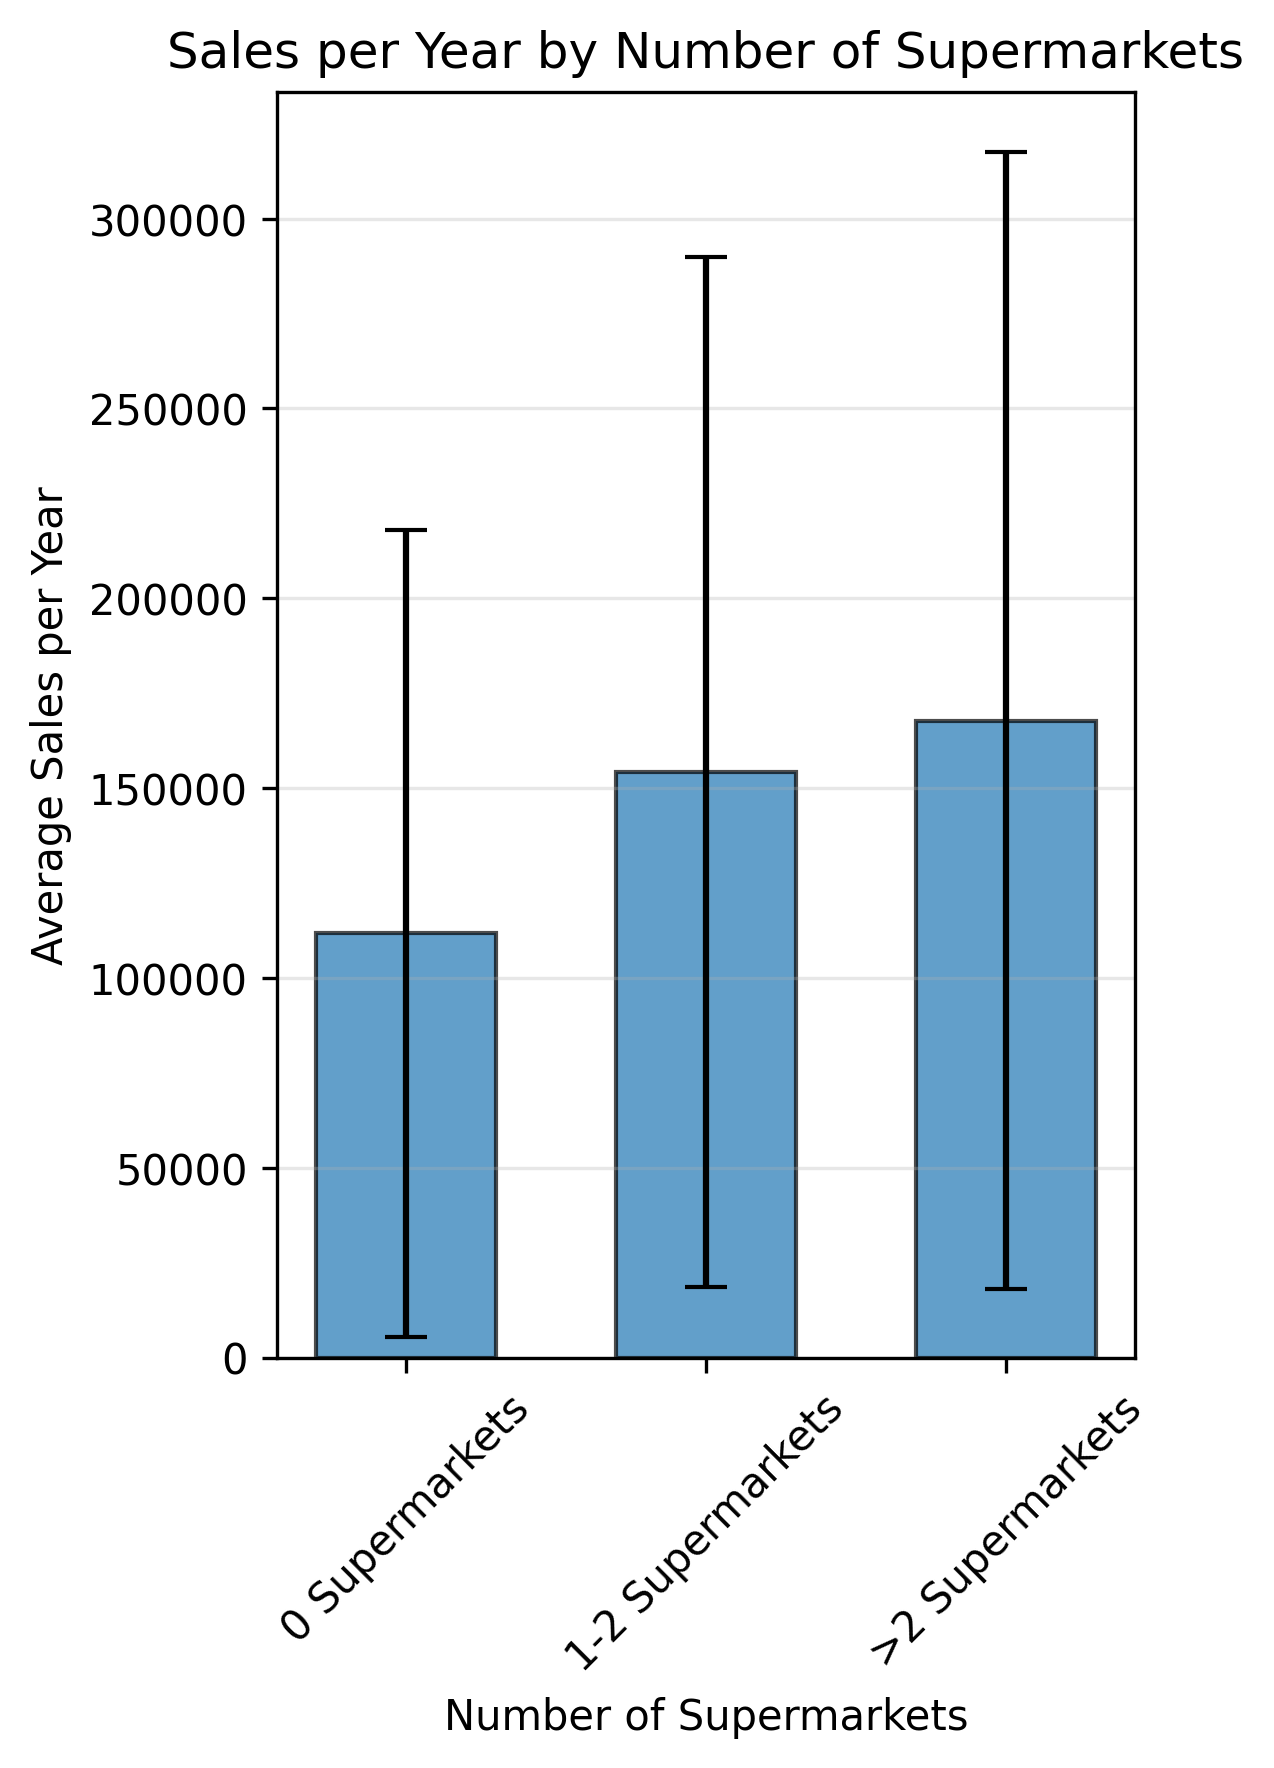 Sales per Year by Number of Supermarkets
300000
250000
200000
150000
100000
50000
0
Average Sales per Year
0 Supermarkets
1-2 Supermarkets
>2 Supermarkets
Number of Supermarkets